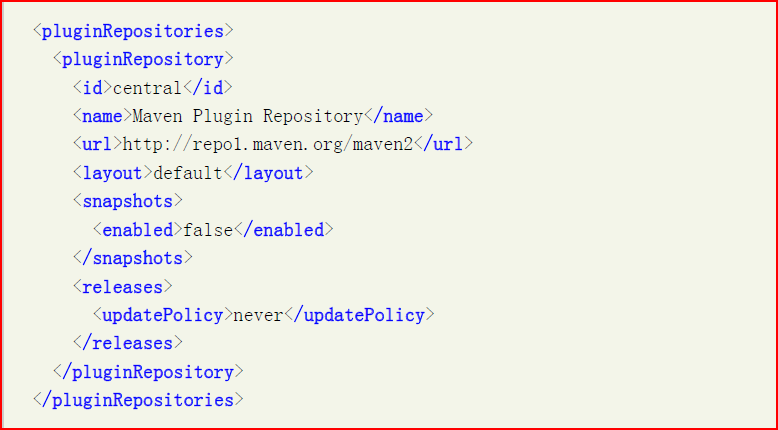 <pluginRepositories>
<pluginRepository>
<id>central</id>
<name>Maven Plugin Repository</name>
<url>http://repo1.maven.org/maven2</url>
<layout>default</layout>
<snapshots>
<enabled>false</enabled>
</snapshots>
<releases>
<updatePolicy>never</updatePolicy>
</releases>
</pluginRepository>
</pluginRepositories>